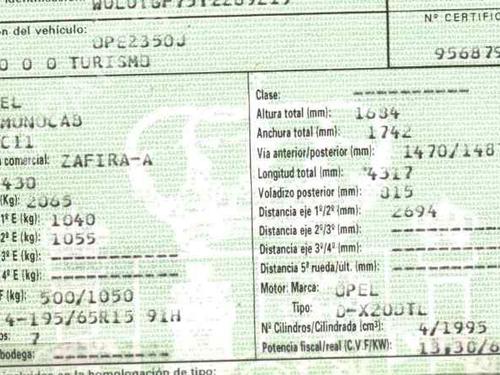 ón del vehículo:
OPE2350J
0 0 0 TURISMO
Nº CERTIFIC
956879
EL
MONOCAB
C11
comercial: ZAFIRA-A
430
Kg): 2065
1º E (kg): 1040
2º E (kg): 1055
3º E (kg): ----------
4º E (kg): ----------
F (kg): 500/1050
4-195/65R15 91H
os: 7
bodega: ----------
Clase: ----------
Altura total (mm): 1684
Anchura total (mm): 1742
Via anterior/posterior (mm): 1470/148
Longitud total (mm): 4317
Voladizo posterior (mm): 815
Distancia eje 1º/2º (mm): 2694
Distancia eje 2º/3º (mm): ----------
Distancia eje 3º/4º (mm): ----------
Distancia 5ª rueda/últ. (mm): ----------
Motor: Marca: OPEL
Tipo: D-X20DTL
Nº Cilindros/Cilindrada (cm³): 4/1995
Potencia fiscal/real (C.V.F/KW): 13,30/6
en la homologación de tipo: